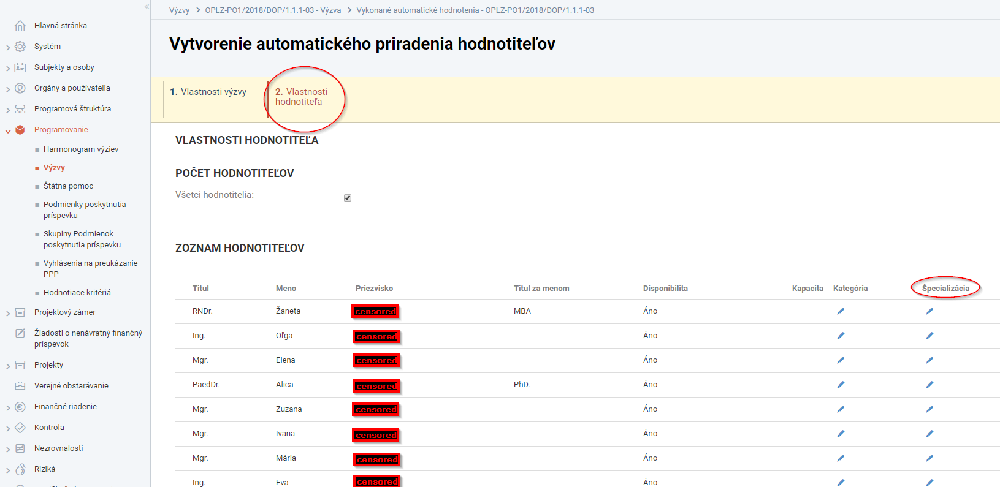 Výzvy > OPLZ-PO1/2018/DOP/1.1.1-03 - Výzva > Vykonané automatické hodnotenia - OPLZ-PO1/2018/DOP/1.1.1-03
Hlavná stránka
Systém
Subjekty a osoby
Orgány a používatelia
Programová štruktúra
Programovanie
Harmonogram výziev
Výzvy
Štátna pomoc
Podmienky poskytnutia
príspevku
Skupiny Podmienok
poskytnutia príspevku
Vyhlásenia na preukázanie
PPP
Hodnotiace kritériá
Projektový zámer
Žiadosti o nenávratný finančný
príspevok
Projekty
Verejné obstarávanie
Finančné riadenie
Kontrola
Nezrovnalosti
Riziká
Vytvorenie automatického priradenia hodnotiteľov
1. Vlastnosti výzvy
2. Vlastnosti
hodnotiteľa
VLASTNOSTI HODNOTITEĽA
POČET HODNOTITEĽOV
Všetci hodnotitelia:
ZOZNAM HODNOTITEĽOV
Titul Meno Priezvisko Titul za menom Disponibilita Kapacita Kategória Špecializácia
RNDr. Žaneta censored MBA Áno
Ing. Oľga censored Áno
Mgr. Elena censored Áno
PaedDr. Alica censored PhD. Áno
Mgr. Zuzana censored Áno
Mgr. Ivana censored Áno
Mgr. Mária censored Áno
Ing. Eva censored Áno